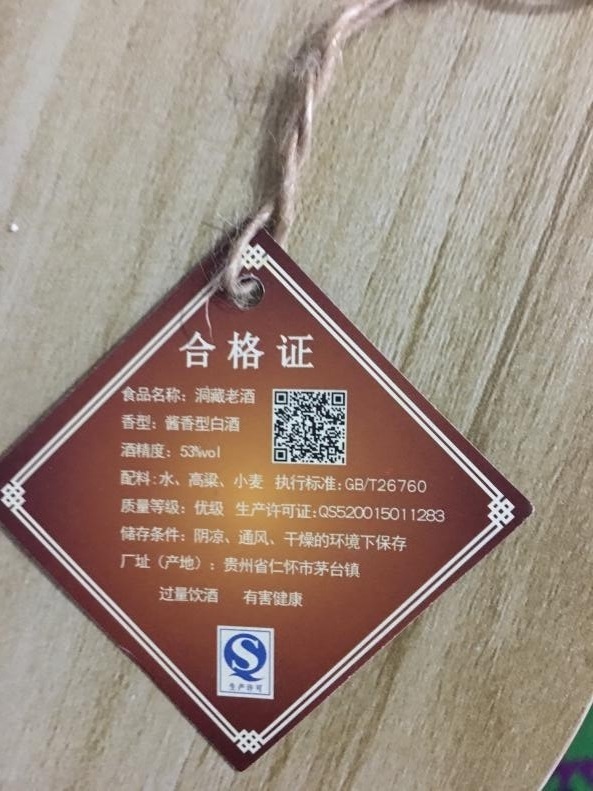 合格证
食品名称：洞藏老酒
香型：酱香型白酒
酒精度：53%vol
配料:水、高粱、小麦 执行标准:GB/T26760
质量等级：优级 生产许可证:QS520015011283
储存条件：阴凉、通风、干燥的环境下保存
厂址（产地）：贵州省仁怀市茅台镇
过量饮酒 有害健康
生产许可